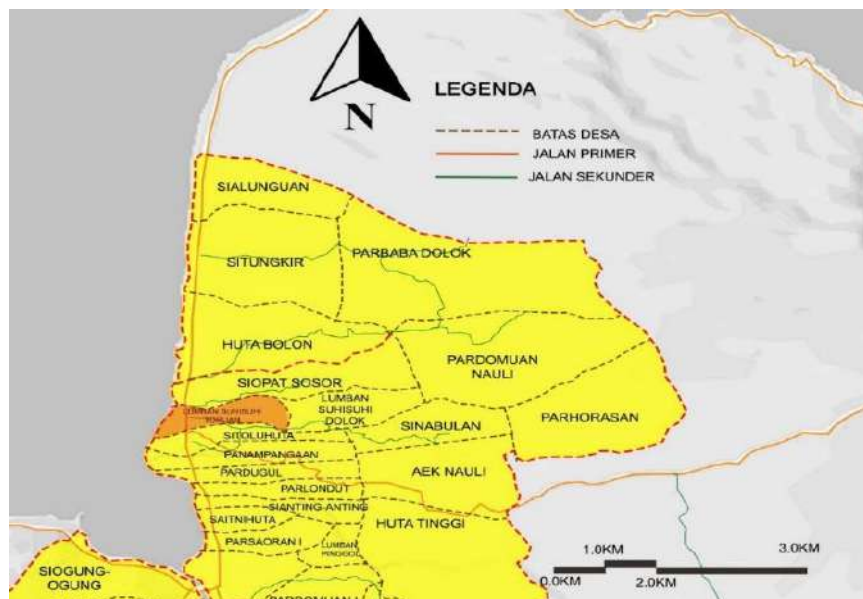 N
LEGENDA
BATAS DESA
JALAN PRIMER
JALAN SEKUNDER
SIALUNGUAN
SITUNGKIR
PARBABA DOLOK
HUTA BOLON
PARDOMUAN
NAULI
SIOPAT SOSOR
LUMBAN
SUHISUHI
DOLOK
LUMBAN SUHISUHI
SINABULAN
PARHORASAN
SITOLUHUTA
PANAMPANGAAN
PARDUGUL
AEK NAULI
PARLONDUT
SIANTING ANTING
SAITNIHUTA
HUTA TINGGI
PARSAORAN I
LUMBAN
SIOGUNG-
OGUNG
1.0KM
3.0KM
0.0KM
2.0KM